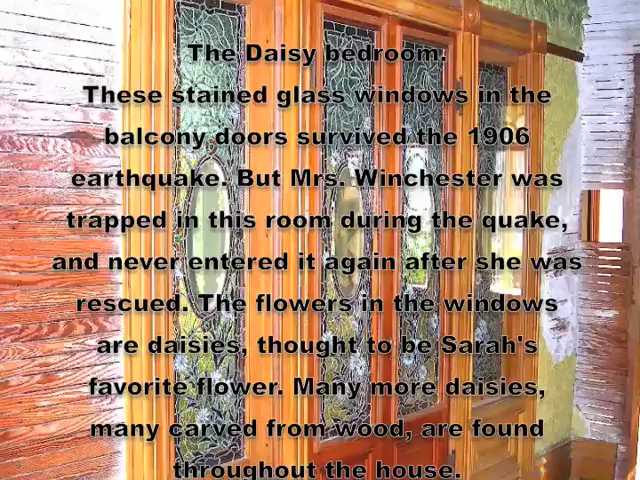 The Daisy bedroom.
These stained glass windows in the
balcony doors survived the 1906
earthquake. But Mrs. Winchester was
trapped in this room during the quake,
and never entered it again after she was
rescued. The flowers in the windows
are daisies, thought to be Sarah's
favorite flower. Many more daisies,
many carved from wood, are found
throughout the house.